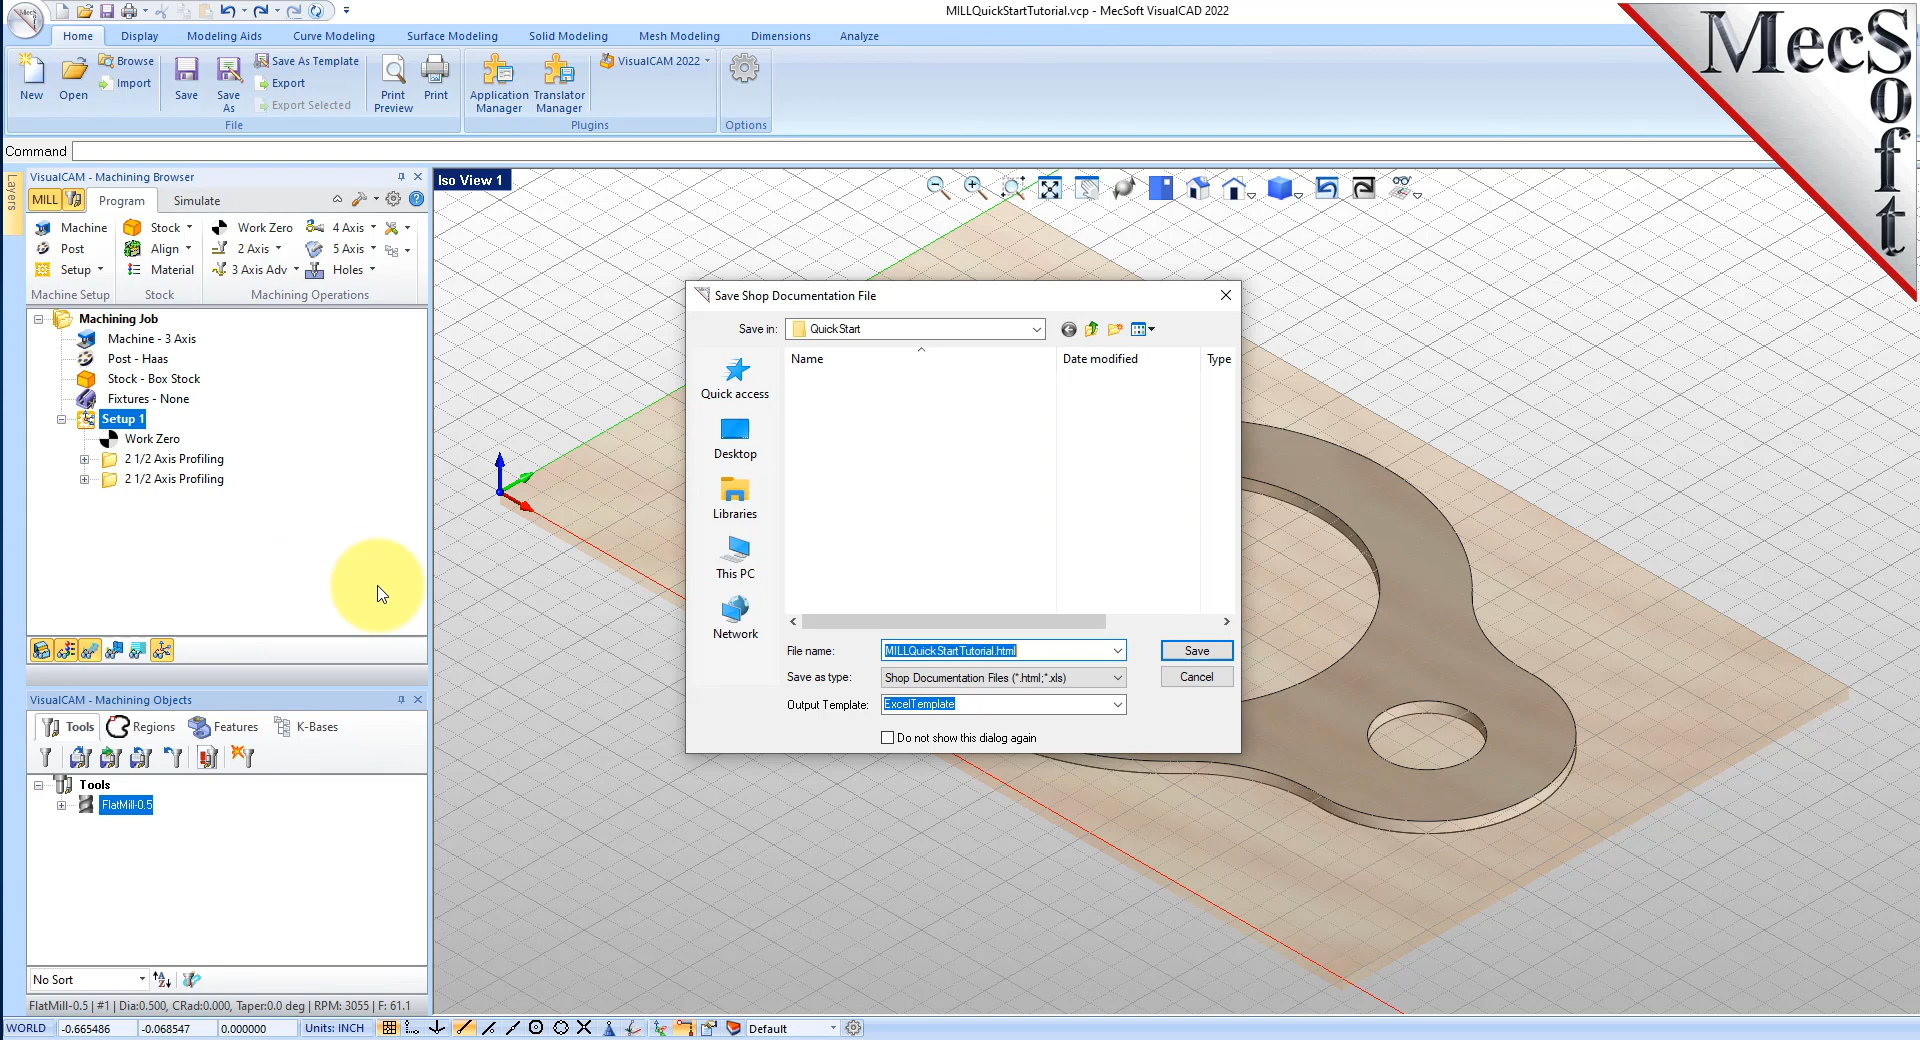 MILLQuickStartTutorial.vcp - MecSoft VisualCAD 2022
MecS
Home Display Modeling Aids Curve Modeling Surface Modeling Solid Modeling Mesh Modeling Dimensions Analyze
New Open Browse Import Save Save As Save As Template Export Export Selected Print Preview Print
File
Application Manager Translator Manager VisualCAM 2022
Plugins
Options
MecSoft
Command
Layers
VisualCAM - Machining Browser
MILL Program Simulate
Machine Stock Work Zero 4 Axis
Post Align 2 Axis 5 Axis
Setup Material 3 Axis Adv Holes
Machine Setup Stock Machining Operations
Machining Job
Machine - 3 Axis
Post - Haas
Stock - Box Stock
Fixtures - None
Setup 1
Work Zero
2 1/2 Axis Profiling
2 1/2 Axis Profiling
VisualCAM - Machining Objects
Tools Regions Features K-Bases
Tools
FlatMill-0.5
No Sort
FlatMill-0.5 | #1 | Dia:0.500, CRad:0.000, Taper:0.0 deg | RPM: 3055 | F: 61.1
WORLD -0.665486 -0.068547 0.000000 Units: INCH Default
Iso View 1
Save Shop Documentation File
Save in: QuickStart
Name Date modified Type
Quick access
Desktop
Libraries
This PC
Network
File name: MILLQuickStartTutorial.html Save
Save as type: Shop Documentation Files (*.html;*.xls) Cancel
Output Template: ExcelTemplate
Do not show this dialog again